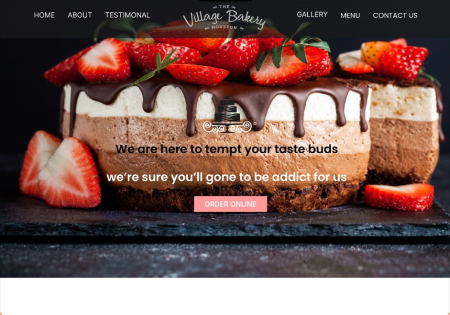 HOME ABOUT TESTIMONIAL THE GALLERY MENU CONTACT US
Village Bakery
HOUSTON
We are here to tempt your taste buds
we’re sure you’ll gone to be addict for us
ORDER ONLINE